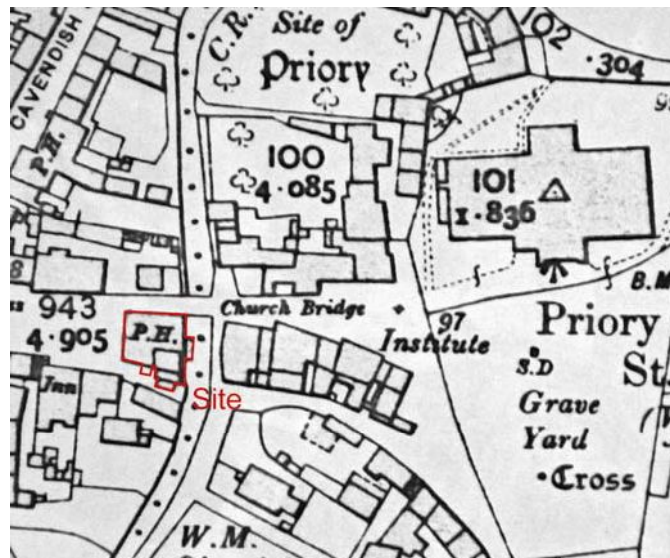 CAVENDISH
C.R.
Site of
Priory
102
.304
P.H.
100
4.085
101
1.836
943
4.905
P.H.
Church Bridge
97
Institute
B.M
Priory
St
S.D
Grave
Yard
Cross
Inn
Site
W.M.